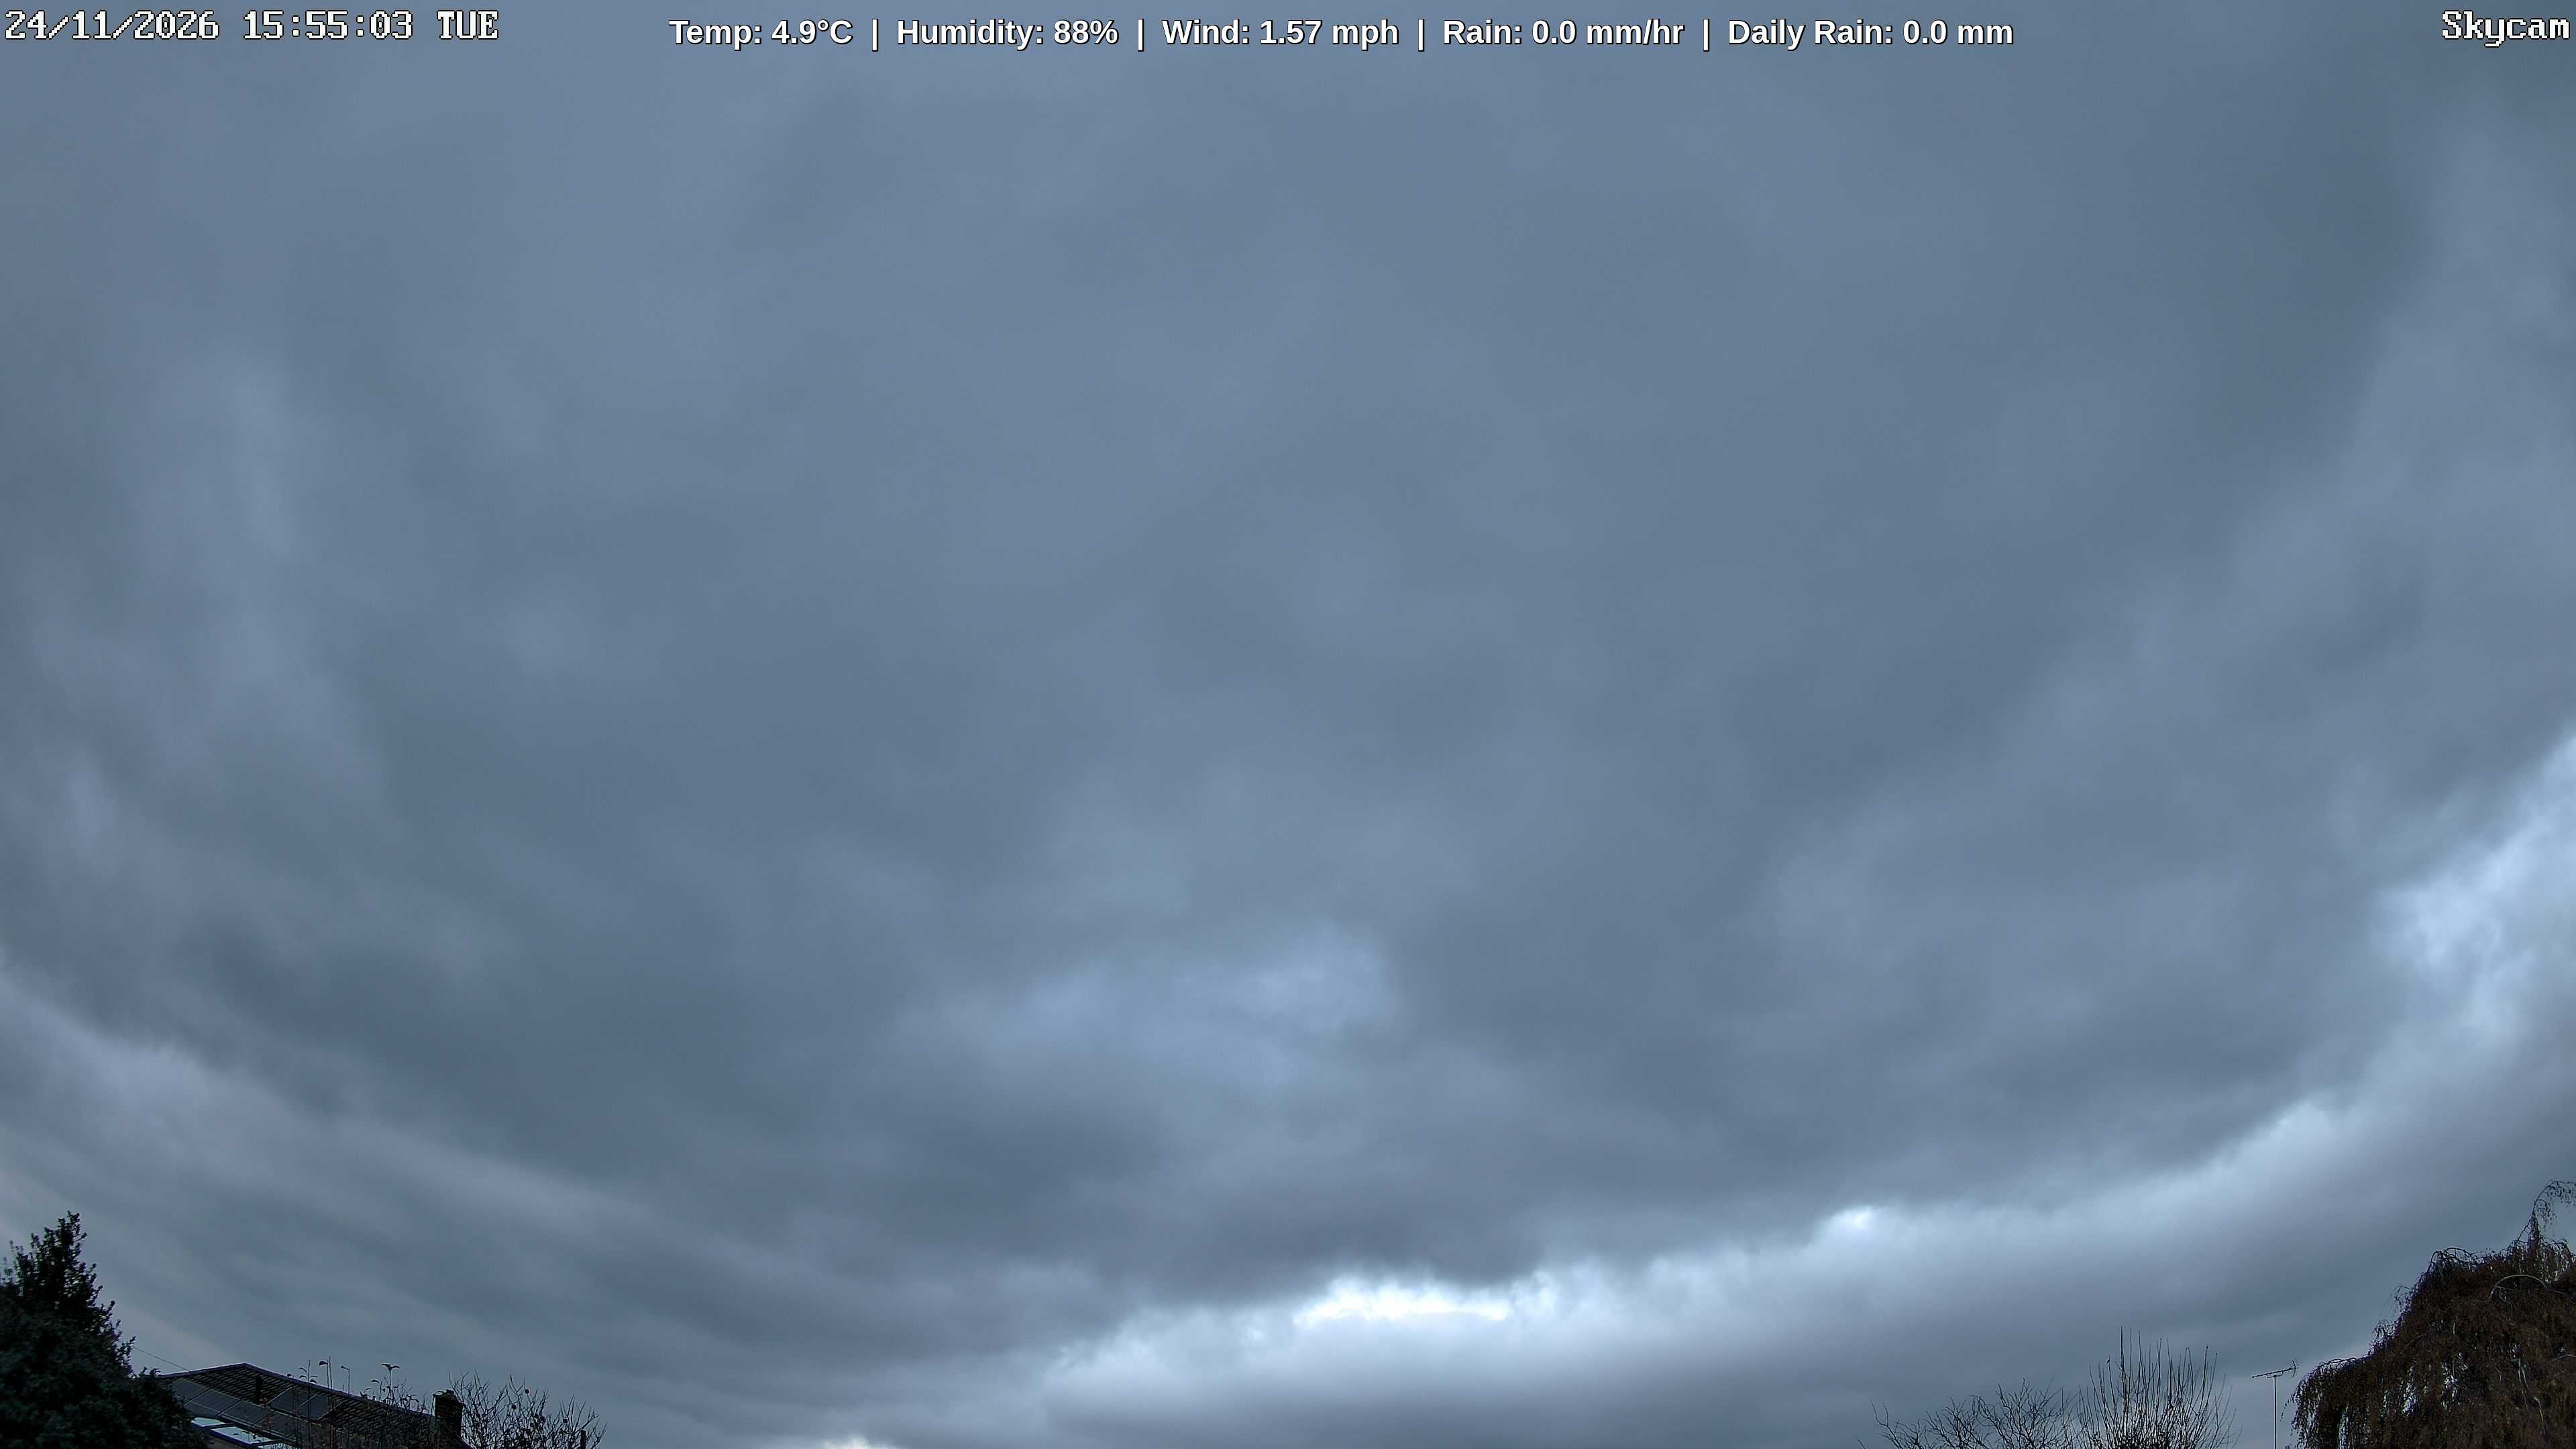 24/11/2026 15:55:03 TUE
Temp: 4.9°C | Humidity: 88% | Wind: 1.57 mph | Rain: 0.0 mm/hr | Daily Rain: 0.0 mm
Skycam